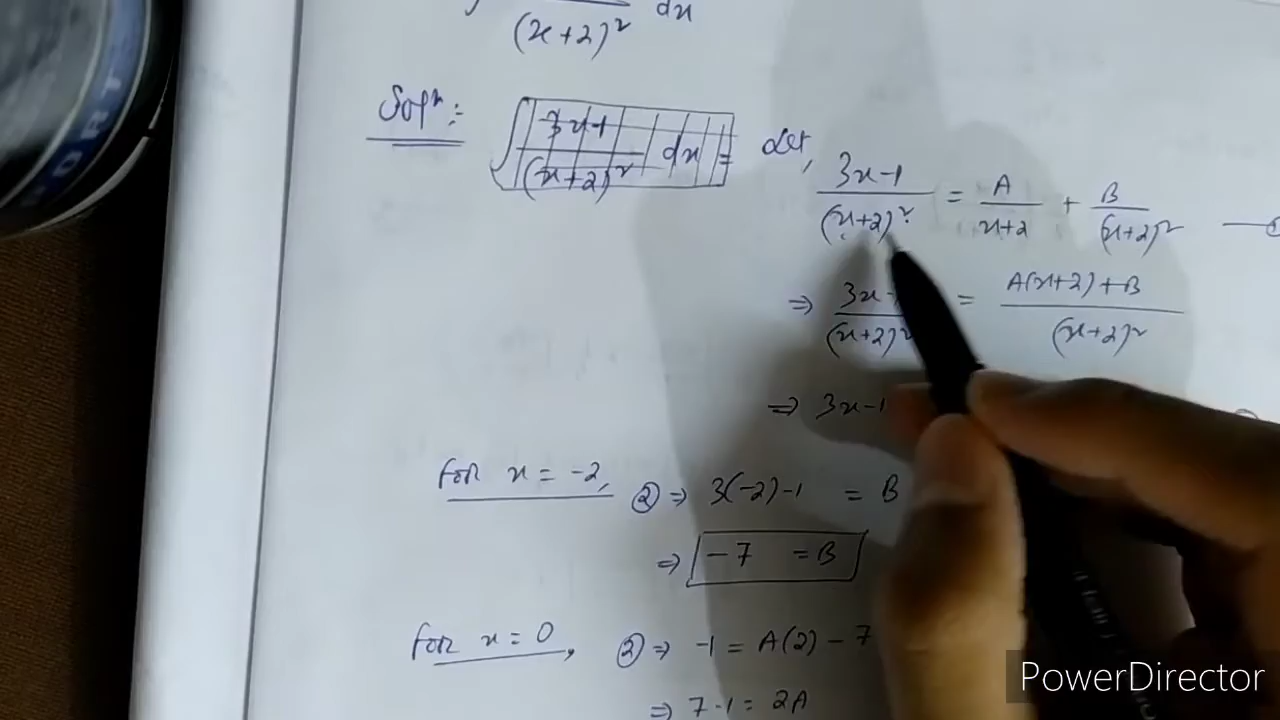 (x+2)² dx
Solⁿ:- ∫ 3x-1 / (x+2)² dx = Let, (3x-1)/(x+2)² = A/(x+2) + B/(x+2)²
⇒ 3x- / (x+2)² = (A(x+2)+B)/(x+2)²
⇒ 3x-1
For x = -2, ② ⇒ 3(-2)-1 = B
⇒ -7 = B
For x = 0, ② ⇒ -1 = A(2) - 7
⇒ 7-1 = 2A
PORT
PowerDirector